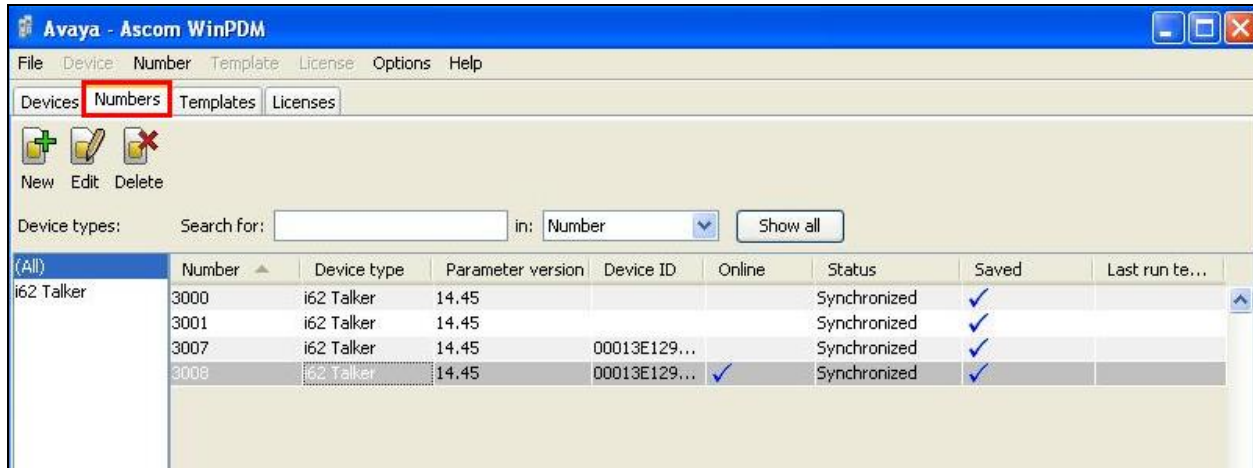 Avaya - Ascom WinPDM
File Device Number Template License Options Help
Devices Numbers Templates Licenses
New Edit Delete
Device types: Search for: in: Number Show all
(All) Number Device type Parameter version Device ID Online Status Saved Last run te...
i62 Talker 3000 i62 Talker 14.45 Synchronized
3001 i62 Talker 14.45 Synchronized
3007 i62 Talker 14.45 00013E129... Synchronized
3008 i62 Talker 14.45 00013E129... Synchronized